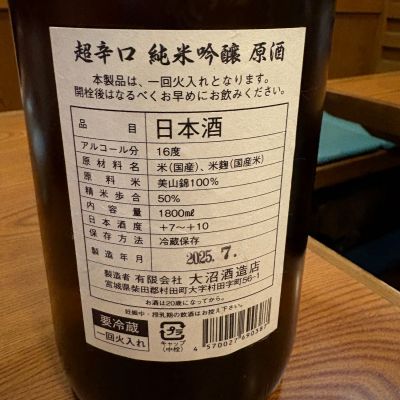 超辛口 純米吟醸 原酒
本製品は、一回火入れとなります。
開栓後はなるべくお早めにお飲みください。
品目 日本酒
アルコール分 16度
原材料名 米(国産)、米麹(国産米)
原料米 美山錦100%
精米歩合 50%
内容量 1800㎖
日本酒度 +7〜+10
保存方法 冷蔵保存
製造年月 2025.7.
製造者 有限会社 大沼酒造店
宮城県柴田郡村田町大字村田字町56-1
お酒は20歳になってから。
妊娠中・授乳期の飲酒はお控え下さい。
要冷蔵
一回火入れ
プラ
キャップ
(中栓)